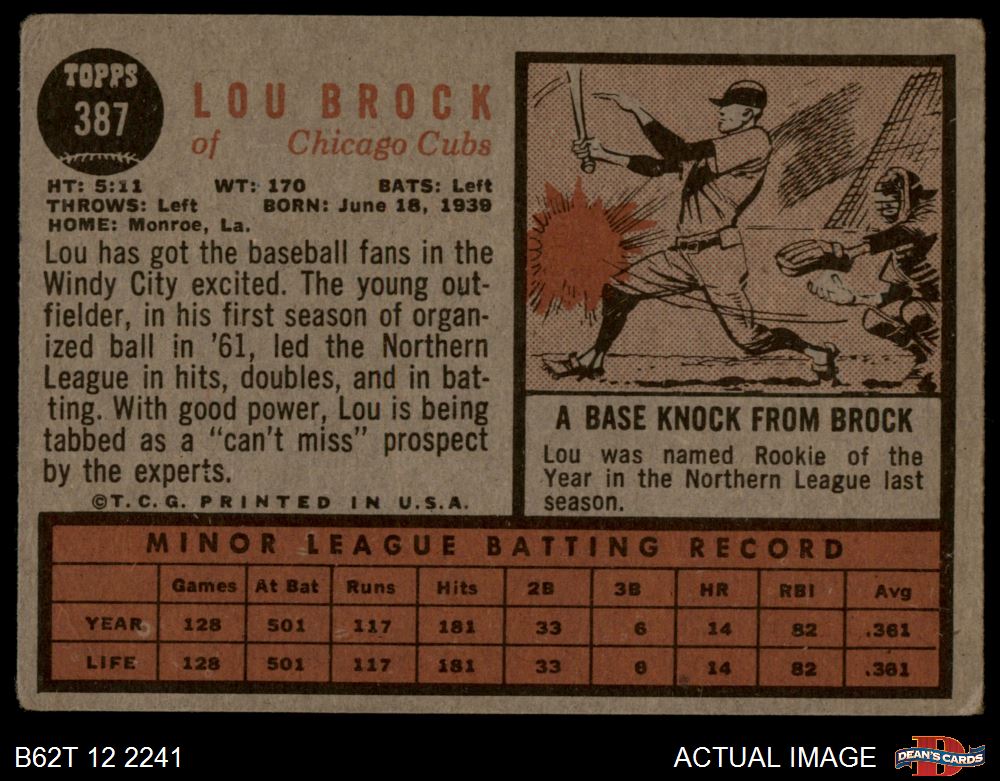 TOPPS
387
LOU BROCK
of Chicago Cubs
HT: 5:11 WT: 170 BATS: Left
THROWS: Left BORN: June 18, 1939
HOME: Monroe, La.
Lou has got the baseball fans in the
Windy City excited. The young out-
fielder, in his first season of organ-
ized ball in '61, led the Northern
League in hits, doubles, and in bat-
ting. With good power, Lou is being
tabbed as a "can't miss" prospect
by the experts.
©T.C.G. PRINTED IN U.S.A.
A BASE KNOCK FROM BROCK
Lou was named Rookie of the
Year in the Northern League last
season.
MINOR LEAGUE BATTING RECORD
Games At Bat Runs Hits 2B 3B HR RBI Avg
YEAR 128 501 117 181 33 6 14 82 .361
LIFE 128 501 117 181 33 6 14 82 .361
B62T 12 2241
ACTUAL IMAGE
D
DEAN'S CARDS